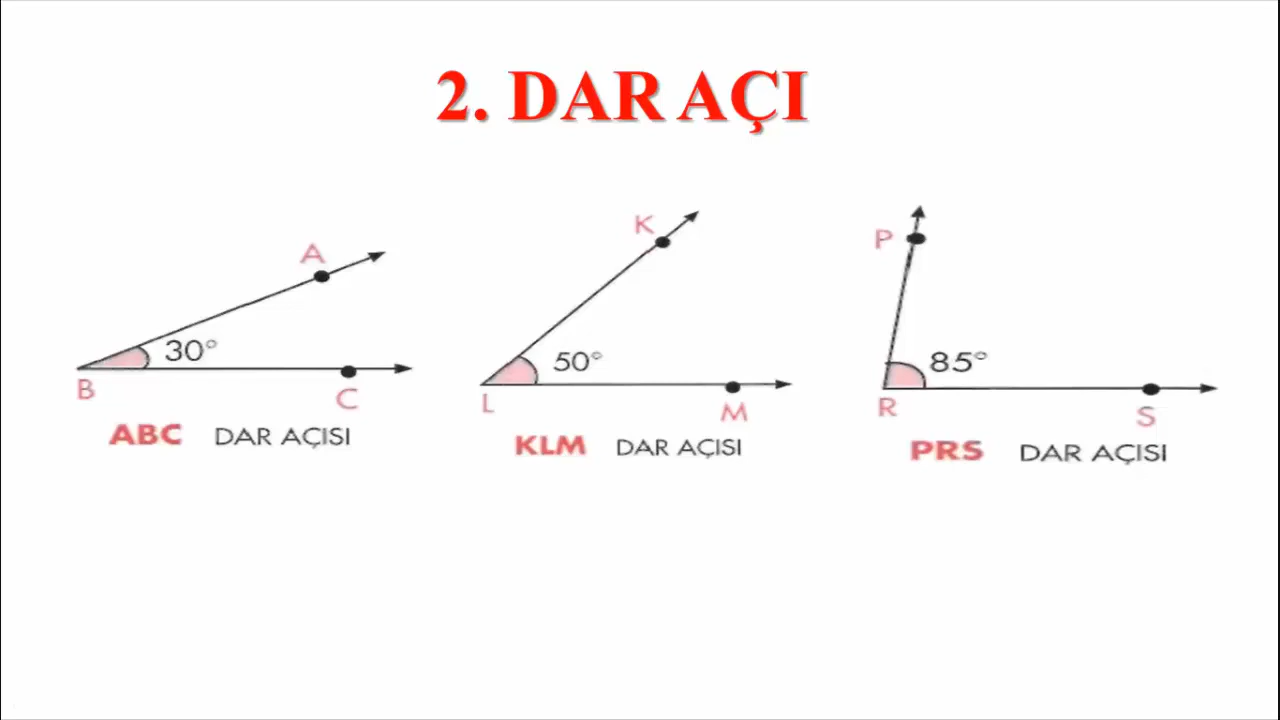 2. DAR AÇI
A
30°
B
C
ABC DAR AÇISI
K
50°
L
M
KLM DAR AÇISI
P
85°
R
S
PRS DAR AÇISI